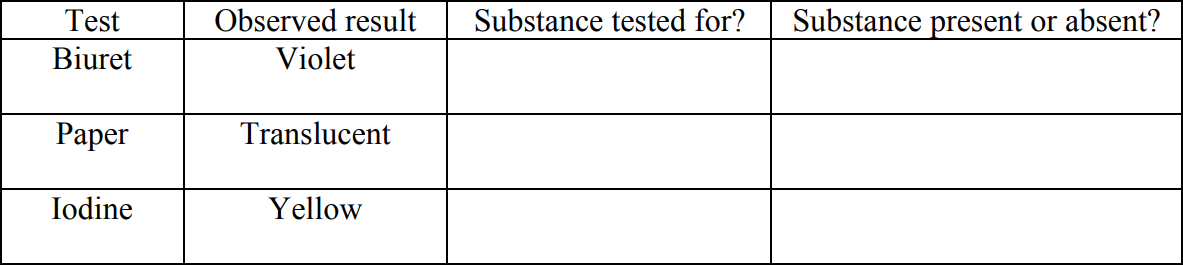 Test Observed result Substance tested for? Substance present or absent?
Biuret Violet
Paper Translucent
Iodine Yellow